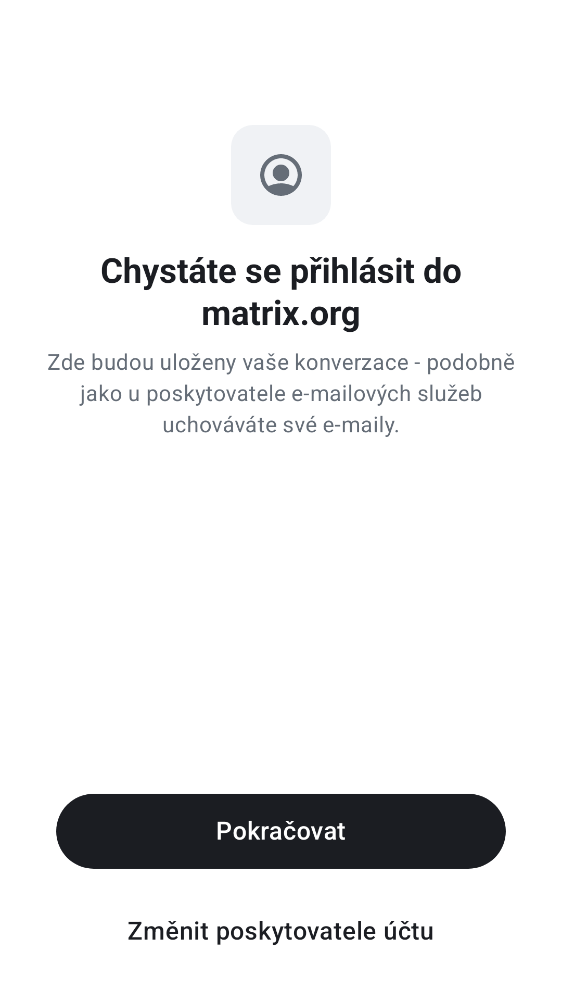 Chystáte se přihlásit do
matrix.org
Zde budou uloženy vaše konverzace - podobně
jako u poskytovatele e-mailových služeb
uchováváte své e-maily.
Pokračovat
Změnit poskytovatele účtu